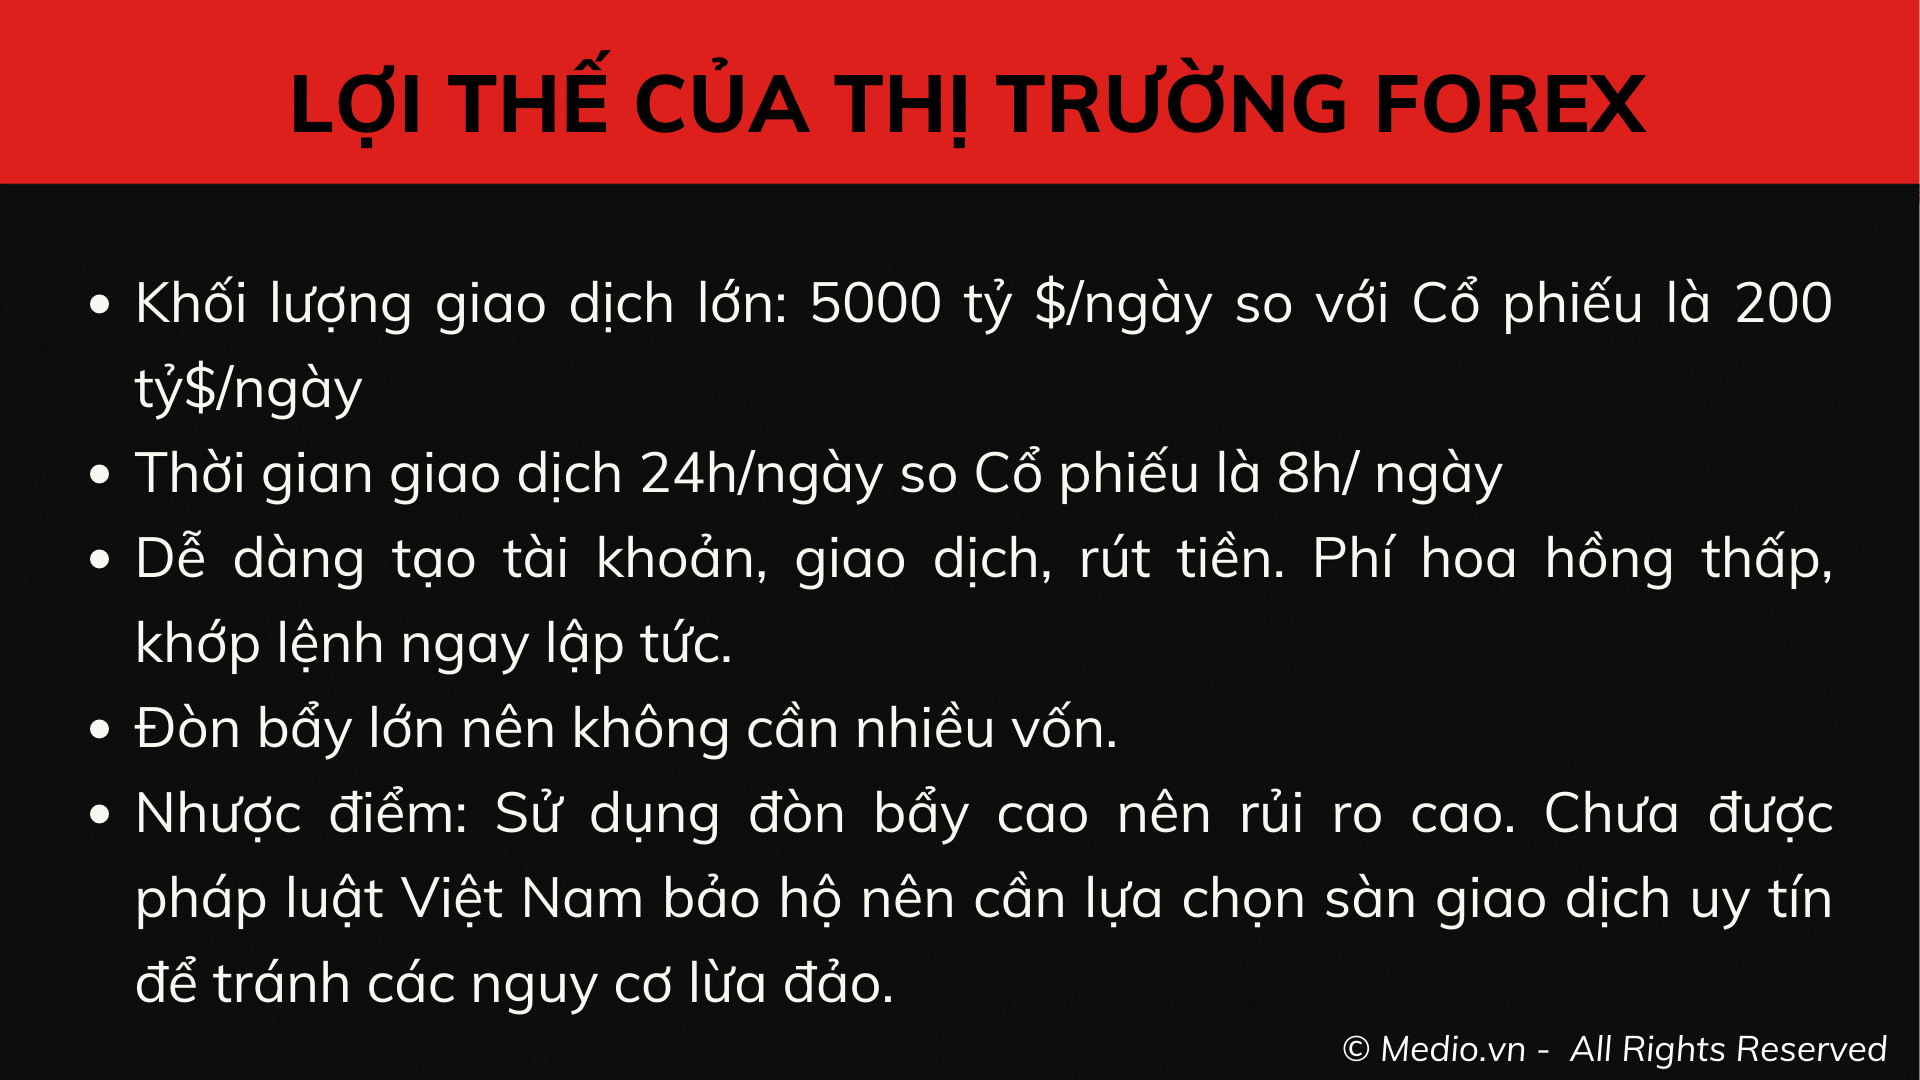 LỢI THẾ CỦA THỊ TRƯỜNG FOREX
Khối lượng giao dịch lớn: 5000 tỷ $/ngày so với Cổ phiếu là 200
tỷ$/ngày
Thời gian giao dịch 24h/ngày so Cổ phiếu là 8h/ ngày
Dễ dàng tạo tài khoản, giao dịch, rút tiền. Phí hoa hồng thấp,
khớp lệnh ngay lập tức.
Đòn bẩy lớn nên không cần nhiều vốn.
Nhược điểm: Sử dụng đòn bẩy cao nên rủi ro cao. Chưa được
pháp luật Việt Nam bảo hộ nên cần lựa chọn sàn giao dịch uy tín
để tránh các nguy cơ lừa đảo.
© Medio.vn - All Rights Reserved